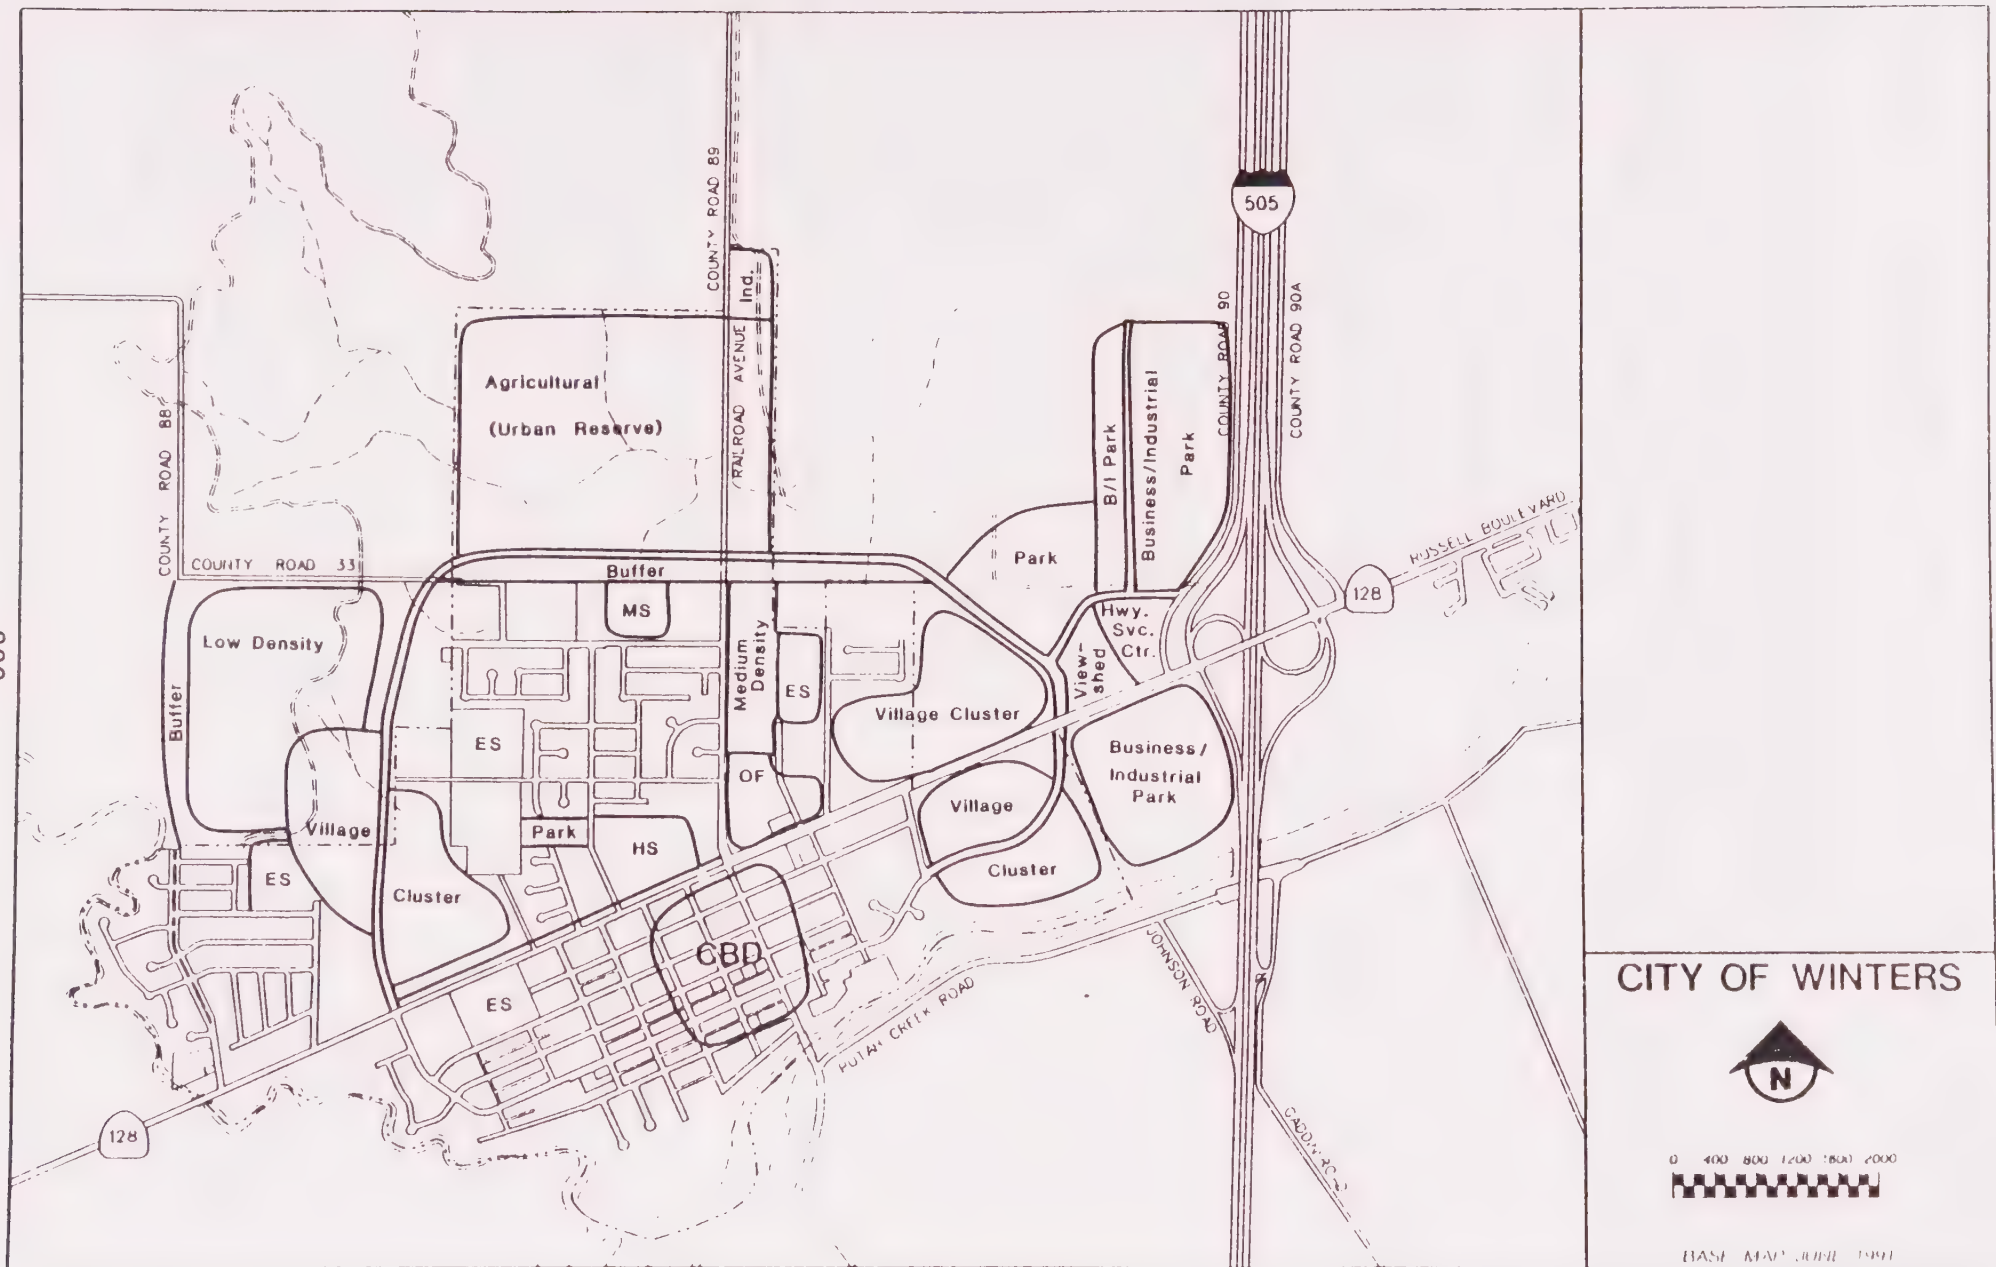 505
COUNTY ROAD 89
Ind.
COUNTY ROAD 90
COUNTY ROAD 90A
RAILROAD AVENUE
Agricultural
(Urban Reserve)
COUNTY ROAD 88
B/I Park
Business/Industrial
Park
RUSSELL BOULEVARD
COUNTY ROAD 33
Buffer
Park
128
MS
Hwy.
Svc.
Ctr.
View-
shed
Low Density
Medium
Density
ES
Buffer
Village Cluster
ES
Business/
Industrial
Park
OF
Village
Village
Park
HS
Cluster
ES
Cluster
CBD
ES
JOHNSON ROAD
PUTAH CREEK ROAD
128
CITY OF WINTERS
N
0 400 800 1200 1600 2000
BASE MAP JUNE 1991